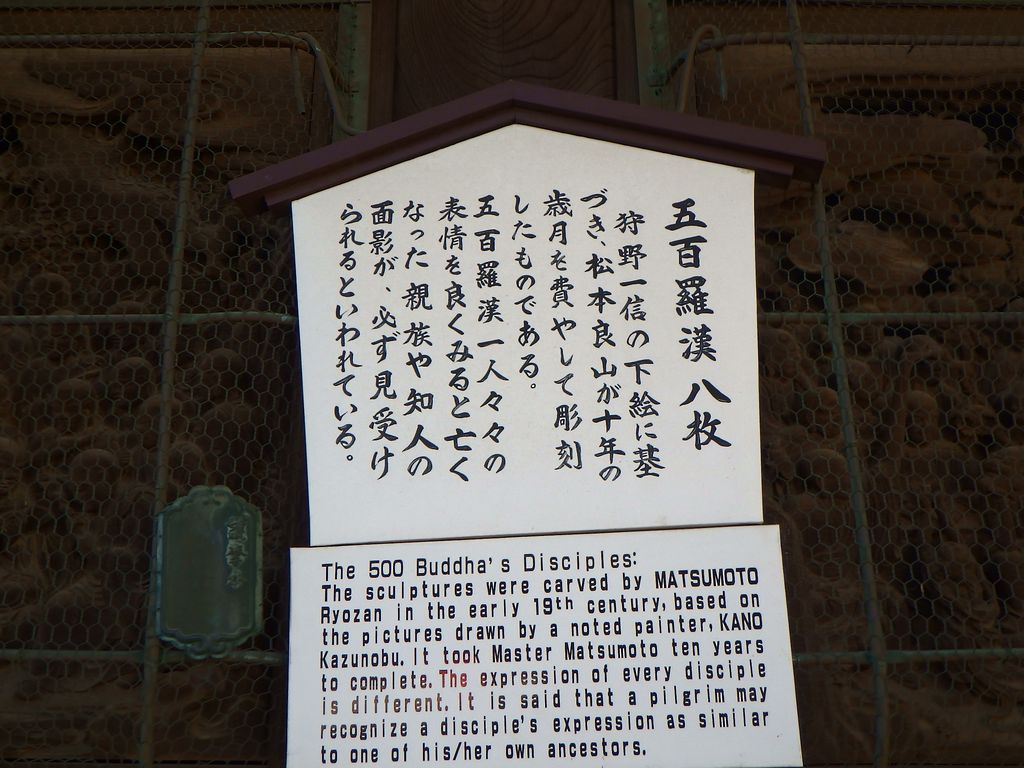 五百羅漢 八枚
狩野一信の下絵に基
づき、松本良山が十年の
歳月を費やして彫刻
したものである。
五百羅漢一人々々の
表情を良くみると亡く
なった親族や知人の
面影が、必ず見受け
られるといわれている。
The 500 Buddha's Disciples:
The sculptures were carved by MATSUMOTO
Ryozan in the early 19th century, based on
the pictures drawn by a noted painter, KANO
Kazunobu. It took Master Matsumoto ten years
to complete. The expression of every disciple
is different. It is said that a pilgrim may
recognize a disciple's expression as similar
to one of his/her own ancestors.